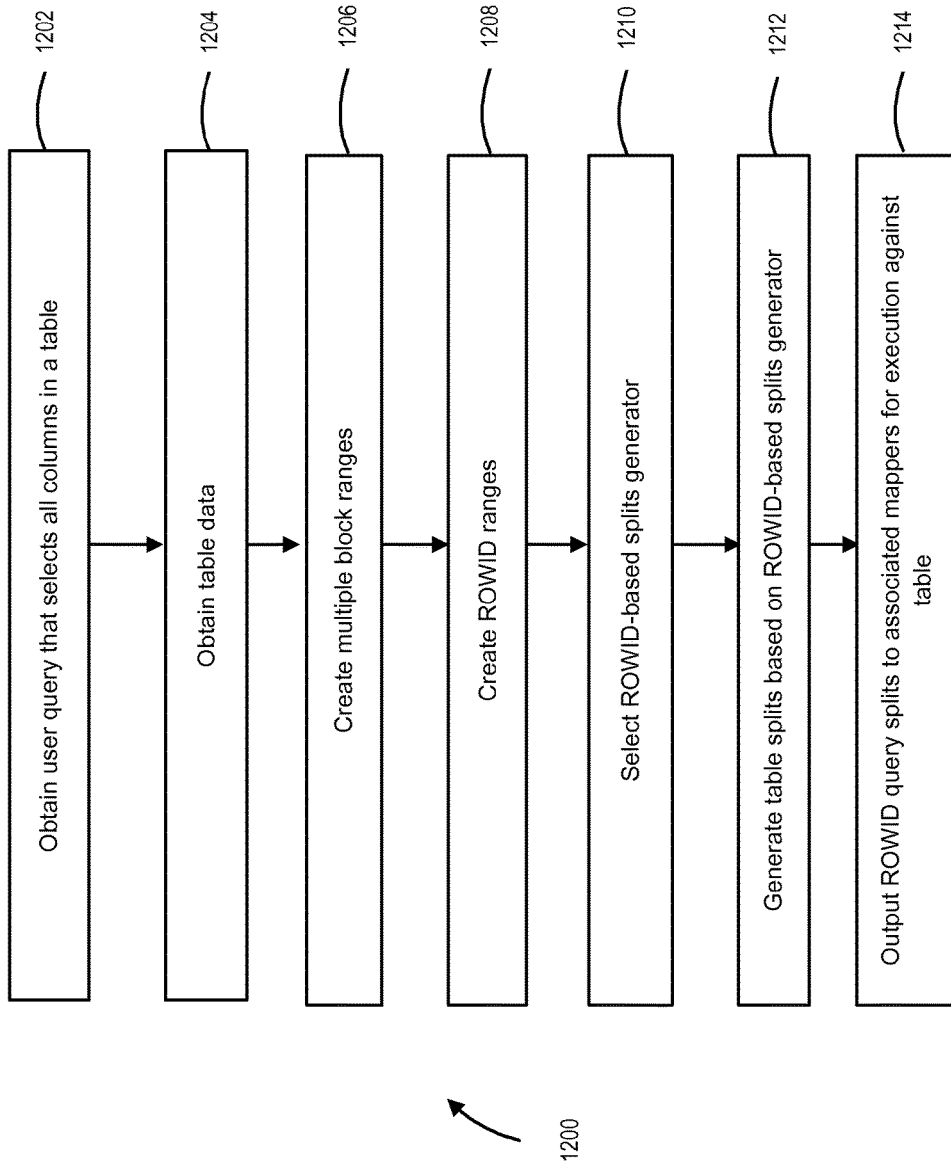 Obtain user query that selects all columns in a table
1202
Obtain table data
1204
Create multiple block ranges
1206
Create ROWID ranges
1208
Select ROWID-based splits generator
1210
Generate table splits based on ROWID-based splits generator
1212
Output ROWID query splits to associated mappers for execution against
table
1214
1200